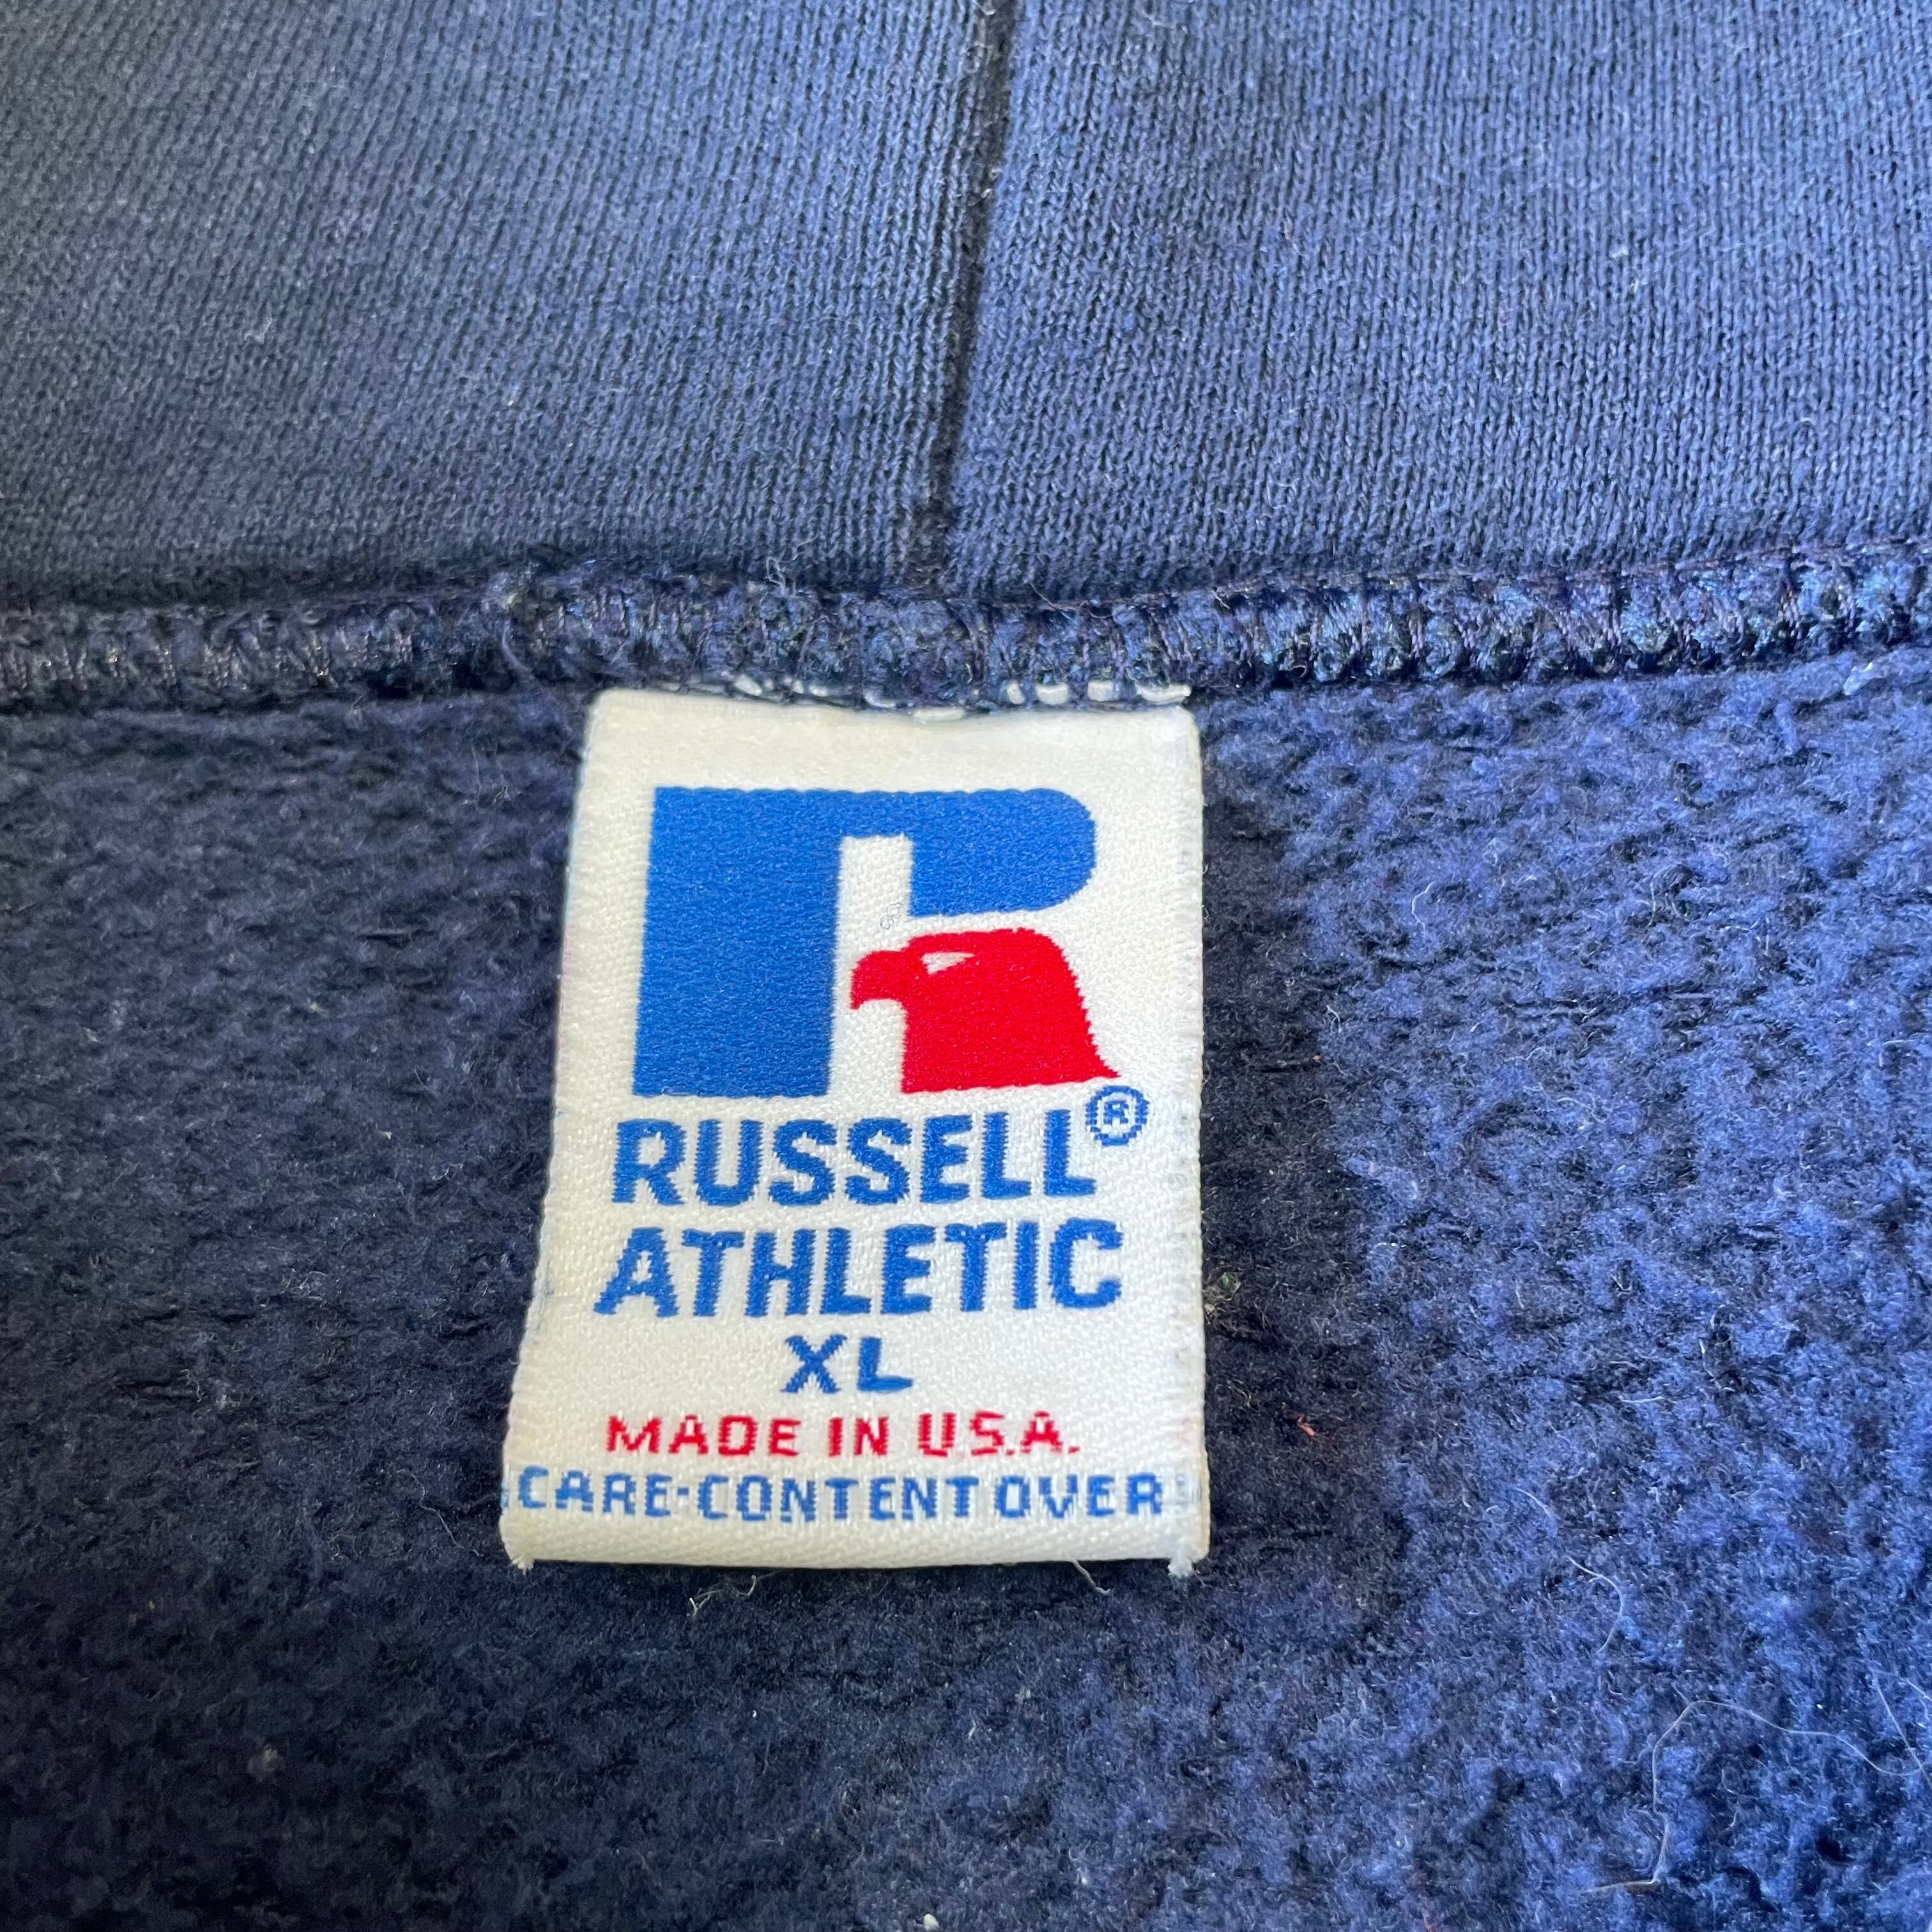 R
RUSSELL®
ATHLETIC
XL
MADE IN U.S.A.
CARE-CONTENT OVER